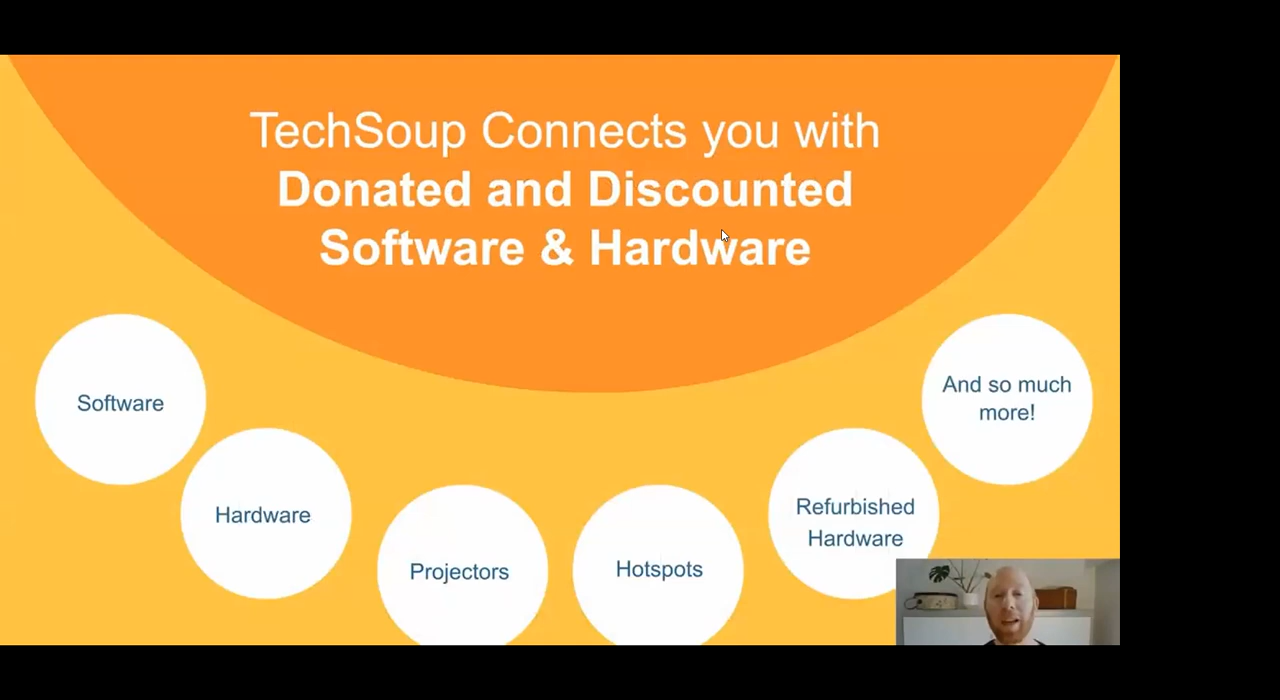 TechSoup Connects you with
Donated and Discounted
Software & Hardware
Software
Hardware
Projectors
Hotspots
Refurbished
Hardware
And so much
more!